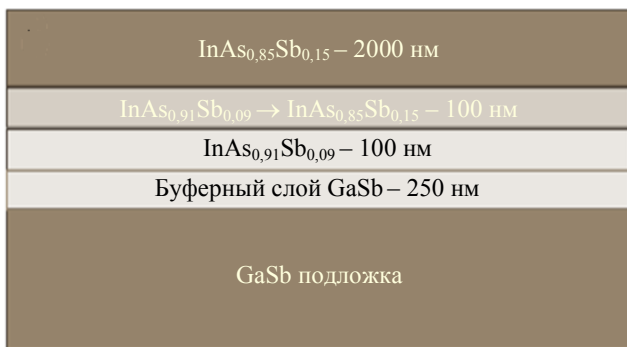 InAs0,85Sb0,15 – 2000 нм
InAs0,91Sb0,09 → InAs0,85Sb0,15 – 100 нм
InAs0,91Sb0,09 – 100 нм
Буферный слой GaSb – 250 нм
GaSb подложка